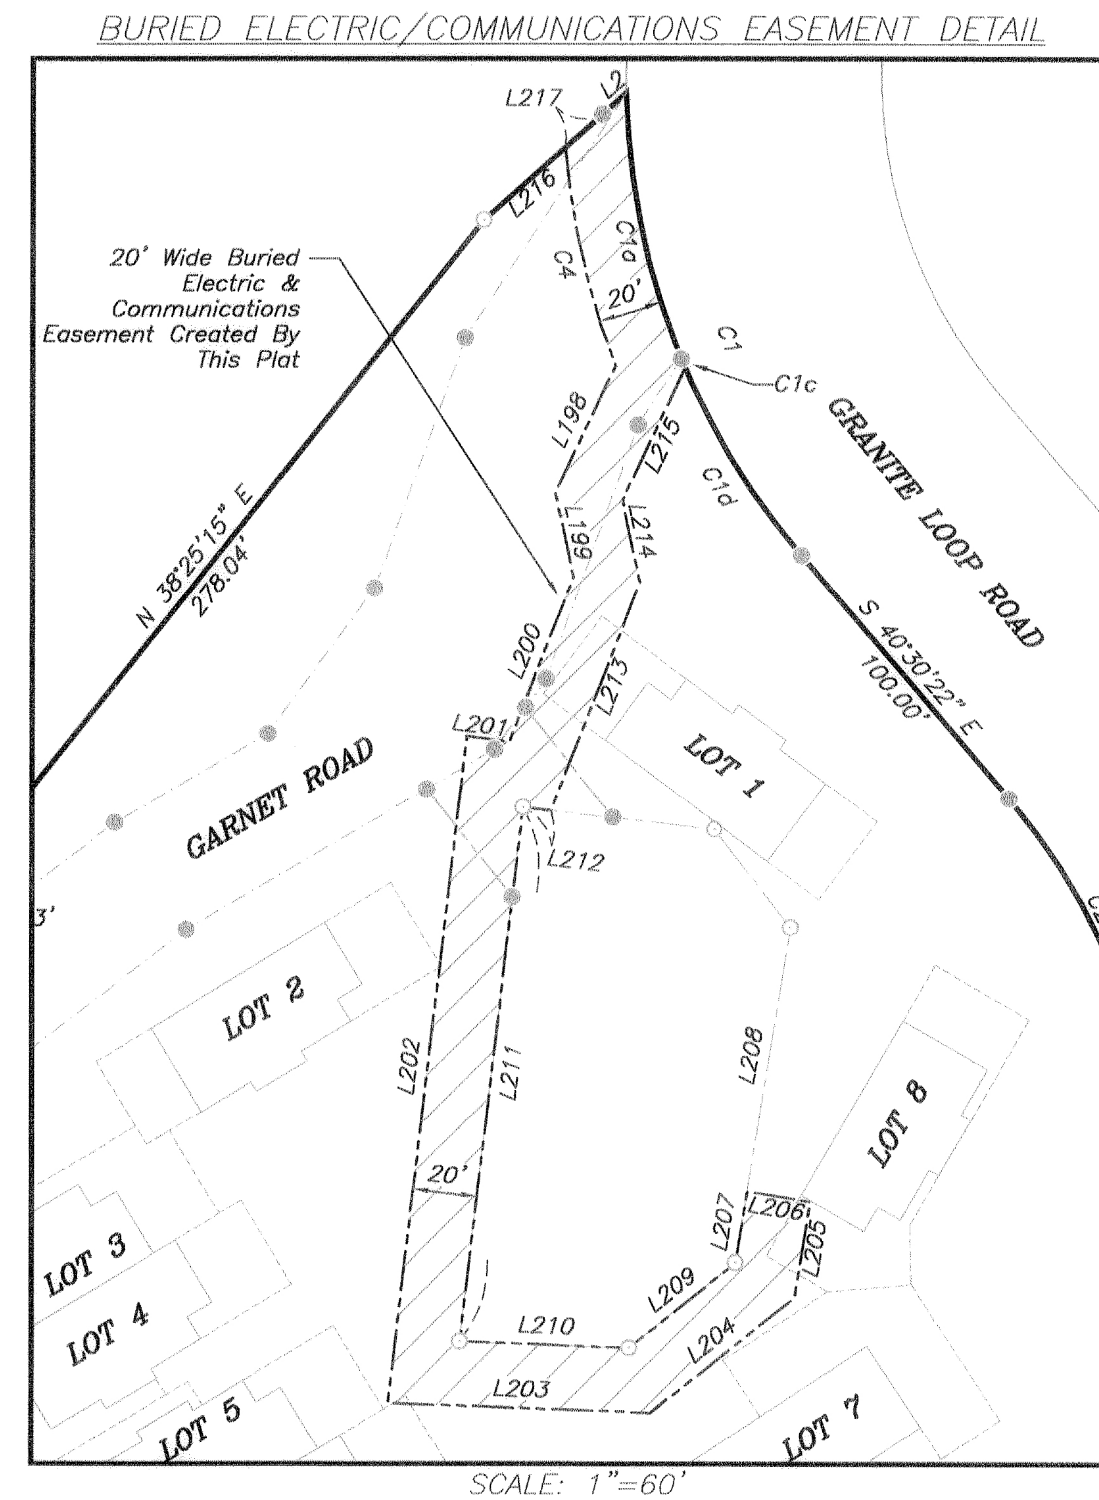 BURIED ELECTRIC/COMMUNICATIONS EASEMENT DETAIL
L217
L2
L216
20' Wide Buried
Electric &
Communications
Easement Created By
This Plat
C4
C1a
20'
C1
C1c
L198
L215
C1d
GRANITE LOOP ROAD
N 38°25'15" E
278.04'
L199
L214
S 40°30'22" E
100.00'
L200
L213
L201
LOT 1
GARNET ROAD
L212
3'
LOT 2
L202
L211
L208
LOT 8
20'
L207
L206
L205
LOT 3
LOT 4
L209
L210
L204
L203
LOT 5
LOT 7
SCALE: 1"=60'